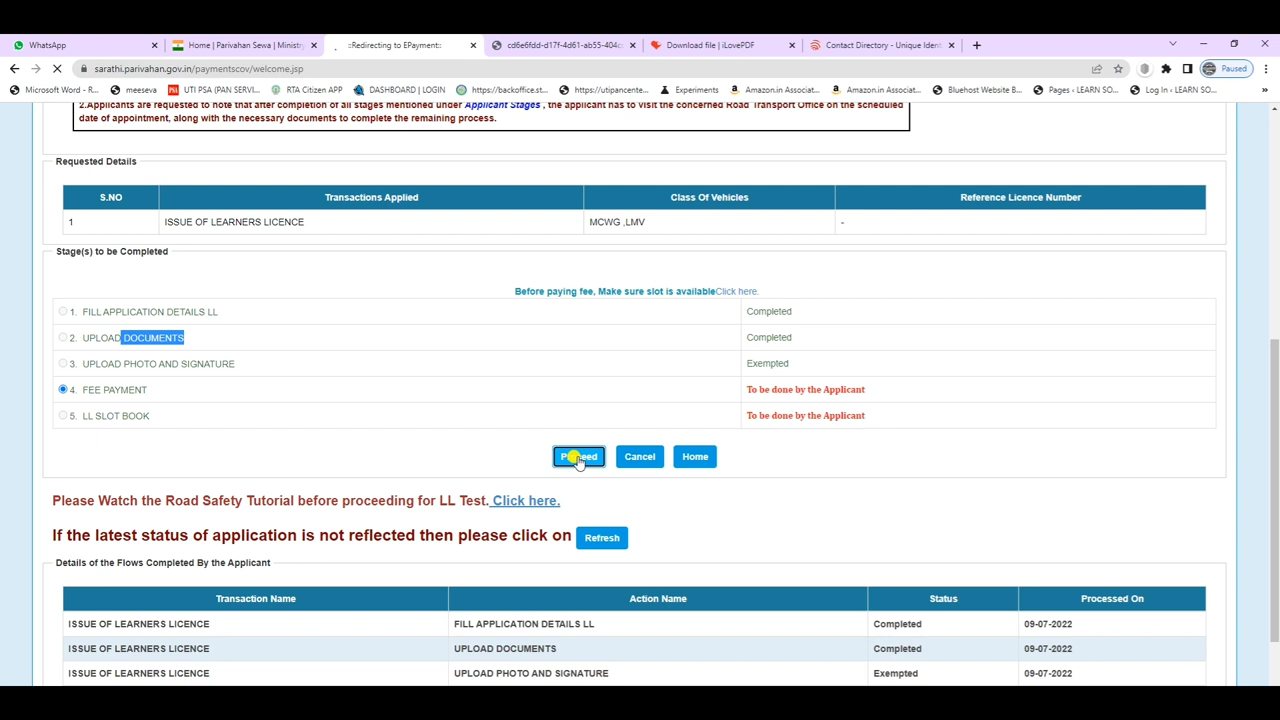 WhatsApp
Home | Parivahan Sewa | Ministry
::Redirecting to EPayment::
cd6e6fdd-d17f-4d61-ab55-404cc
Download file | iLovePDF
Contact Directory - Unique Ident
sarathi.parivahan.gov.in/paymentscov/welcome.jsp
Paused
Microsoft Word - R...
meeseva
UTI PSA (PAN SERVI...
RTA Citizen APP
DASHBOARD | LOGIN
https://backoffice.st...
https://utipancente...
Experiments
Amazon.in Associat...
Amazon.in Associat...
Bluehost Website B...
Pages ‹ LEARN SO...
Log In ‹ LEARN SO...
»
2.Applicants are requested to note that after completion of all stages mentioned under Applicant Stages , the applicant has to visit the concerned Road Transport Office on the scheduled
date of appointment, along with the necessary documents to complete the remaining process.
Requested Details
S.NO Transactions Applied Class Of Vehicles Reference Licence Number
1 ISSUE OF LEARNERS LICENCE MCWG ,LMV -
Stage(s) to be Completed
Before paying fee, Make sure slot is availableClick here.
1. FILL APPLICATION DETAILS LL Completed
2. UPLOAD DOCUMENTS Completed
3. UPLOAD PHOTO AND SIGNATURE Exempted
4. FEE PAYMENT To be done by the Applicant
5. LL SLOT BOOK To be done by the Applicant
Proceed Cancel Home
Please Watch the Road Safety Tutorial before proceeding for LL Test. Click here.
If the latest status of application is not reflected then please click on Refresh
Details of the Flows Completed By the Applicant
Transaction Name Action Name Status Processed On
ISSUE OF LEARNERS LICENCE FILL APPLICATION DETAILS LL Completed 09-07-2022
ISSUE OF LEARNERS LICENCE UPLOAD DOCUMENTS Completed 09-07-2022
ISSUE OF LEARNERS LICENCE UPLOAD PHOTO AND SIGNATURE Exempted 09-07-2022